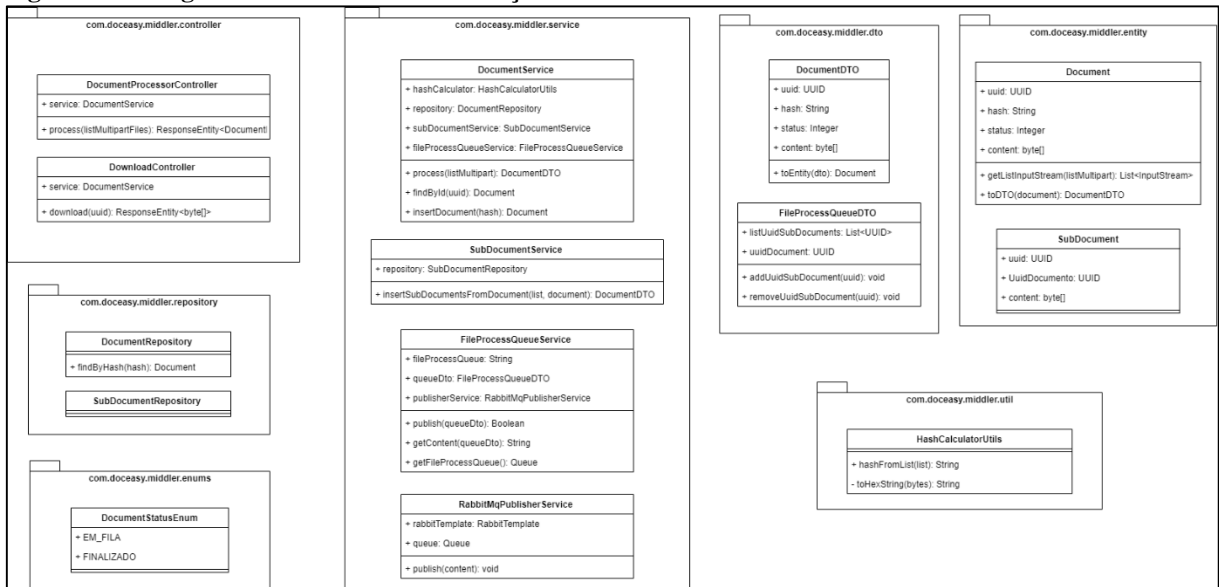 com.doceasy.middler.controller
DocumentProcessorController
+ service: DocumentService
+ process(listMultipartFiles): ResponseEntity<Document
DownloadController
+ service: DocumentService
+ download(uuid): ResponseEntity<byte[]>
com.doceasy.middler.repository
DocumentRepository
+ findByHash(hash): Document
SubDocumentRepository
com.doceasy.middler.enums
DocumentStatusEnum
+ EM_FILA
+ FINALIZADO
com.doceasy.middler.service
DocumentService
+ hashCalculator: HashCalculatorUtils
+ repository: DocumentRepository
+ subDocumentService: SubDocumentService
+ fileProcessQueueService: FileProcessQueueService
+ process(listMultipart): DocumentDTO
+ findById(uuid): Document
+ insertDocument(hash): Document
SubDocumentService
+ repository: SubDocumentRepository
+ insertSubDocumentsFromDocument(list, document): DocumentDTO
FileProcessQueueService
+ fileProcessQueue: String
+ queueDto: FileProcessQueueDTO
+ publisherService: RabbitMqPublisherService
+ publish(queueDto): Boolean
+ getContent(queueDto): String
+ getFileProcessQueue(): Queue
RabbitMqPublisherService
+ rabbitTemplate: RabbitTemplate
+ queue: Queue
+ publish(content): void
com.doceasy.middler.dto
DocumentDTO
+ uuid: UUID
+ hash: String
+ status: Integer
+ content: byte[]
+ toEntity(dto): Document
FileProcessQueueDTO
+ listUuidSubDocuments: List<UUID>
+ uuidDocument: UUID
+ addUuidSubDocument(uuid): void
+ removeUuidSubDocument(uuid): void
com.doceasy.middler.entity
Document
+ uuid: UUID
+ hash: String
+ status: Integer
+ content: byte[]
+ getListInputStream(listMultipart): List<InputStream>
+ toDTO(document): DocumentDTO
SubDocument
+ uuid: UUID
+ UuidDocumento: UUID
+ content: byte[]
com.doceasy.middler.util
HashCalculatorUtils
+ hashFromList(list): String
- toHexString(bytes): String